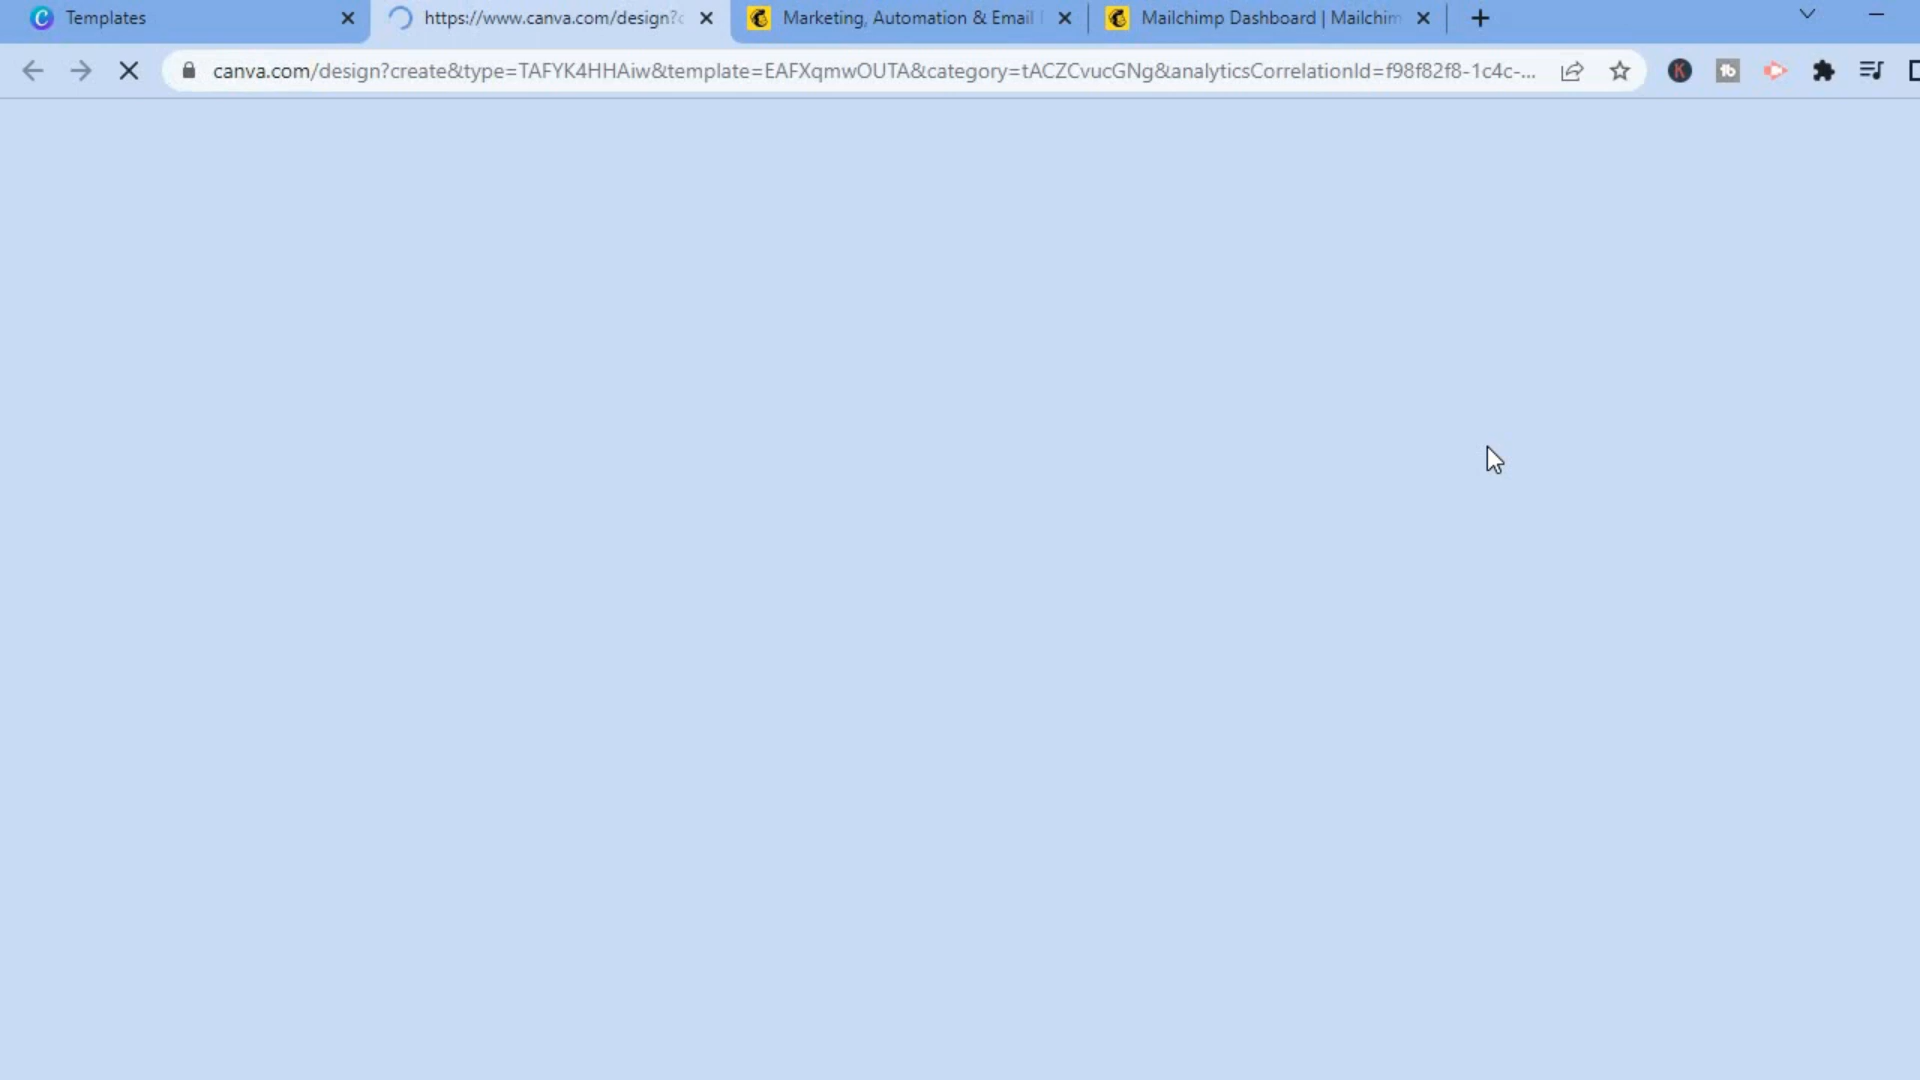 Templates
https://www.canva.com/design?c
Marketing, Automation & Email
Mailchimp Dashboard | Mailchim
canva.com/design?create&type=TAFYK4HHAiw&template=EAFXqmwOUTA&category=tACZCvucGNg&analyticsCorrelationId=f98f82f8-1c4c-...
K
tb